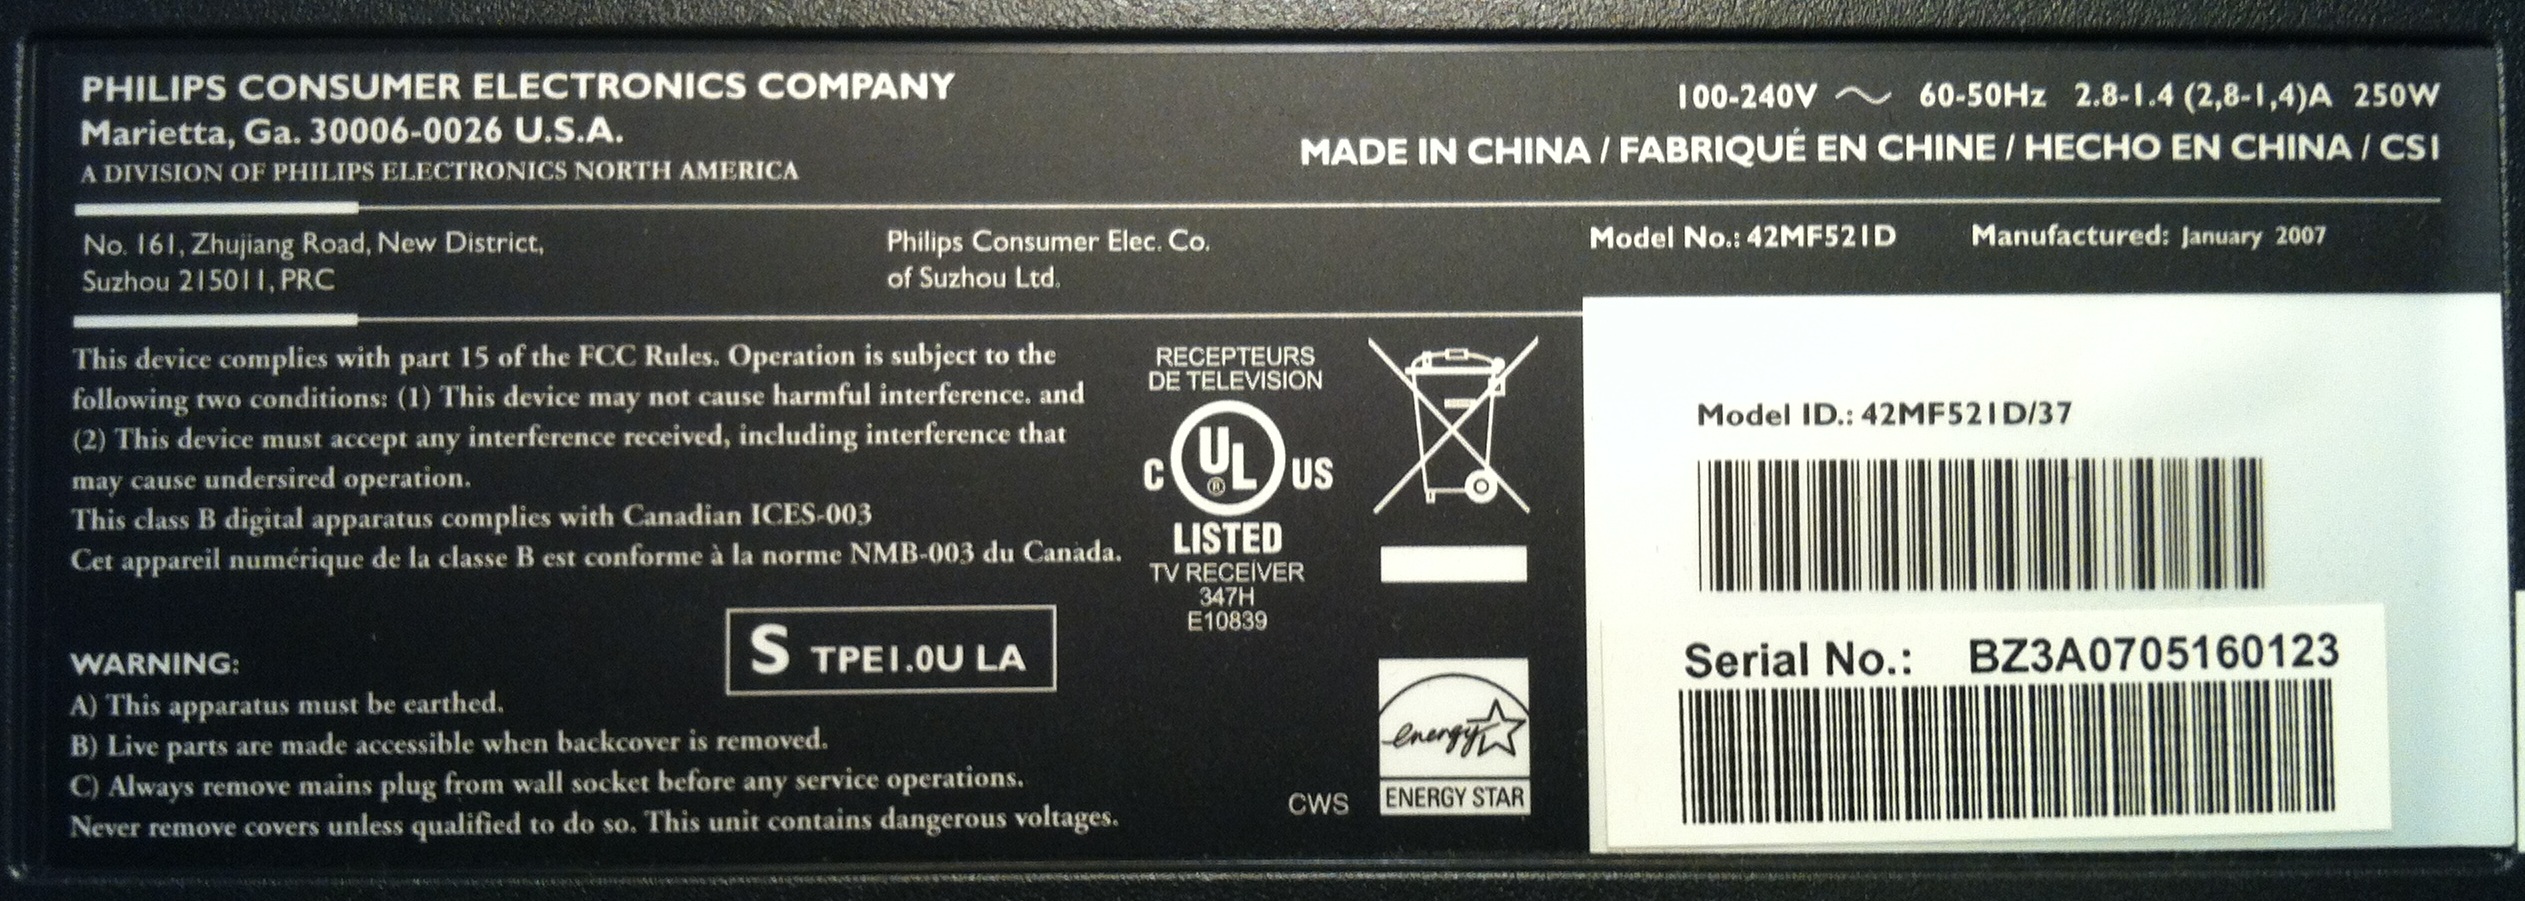 PHILIPS CONSUMER ELECTRONICS COMPANY
Marietta, Ga. 30006-0026 U.S.A.
A DIVISION OF PHILIPS ELECTRONICS NORTH AMERICA
100-240V ~ 60-50Hz 2.8-1.4 (2,8-1,4)A 250W
MADE IN CHINA / FABRIQUÉ EN CHINE / HECHO EN CHINA / CS1
No. 161, Zhujiang Road, New District,
Suzhou 215011, PRC
Philips Consumer Elec. Co.
of Suzhou Ltd.
Model No.: 42MF521D Manufactured: January 2007
This device complies with part 15 of the FCC Rules. Operation is subject to the
following two conditions: (1) This device may not cause harmful interference. and
(2) This device must accept any interference received, including interference that
may cause undersired operation.
This class B digital apparatus complies with Canadian ICES-003
Cet appareil numérique de la classe B est conforme à la norme NMB-003 du Canada.
RECEPTEURS
DE TELEVISION
C UL ® US
LISTED
TV RECEIVER
347H
E10839
S TPE1.0U LA
WARNING:
A) This apparatus must be earthed.
B) Live parts are made accessible when backcover is removed.
C) Always remove mains plug from wall socket before any service operations.
Never remove covers unless qualified to do so. This unit contains dangerous voltages.
CWS
energy
ENERGY STAR
Model ID.: 42MF521D/37
Serial No.: BZ3A0705160123